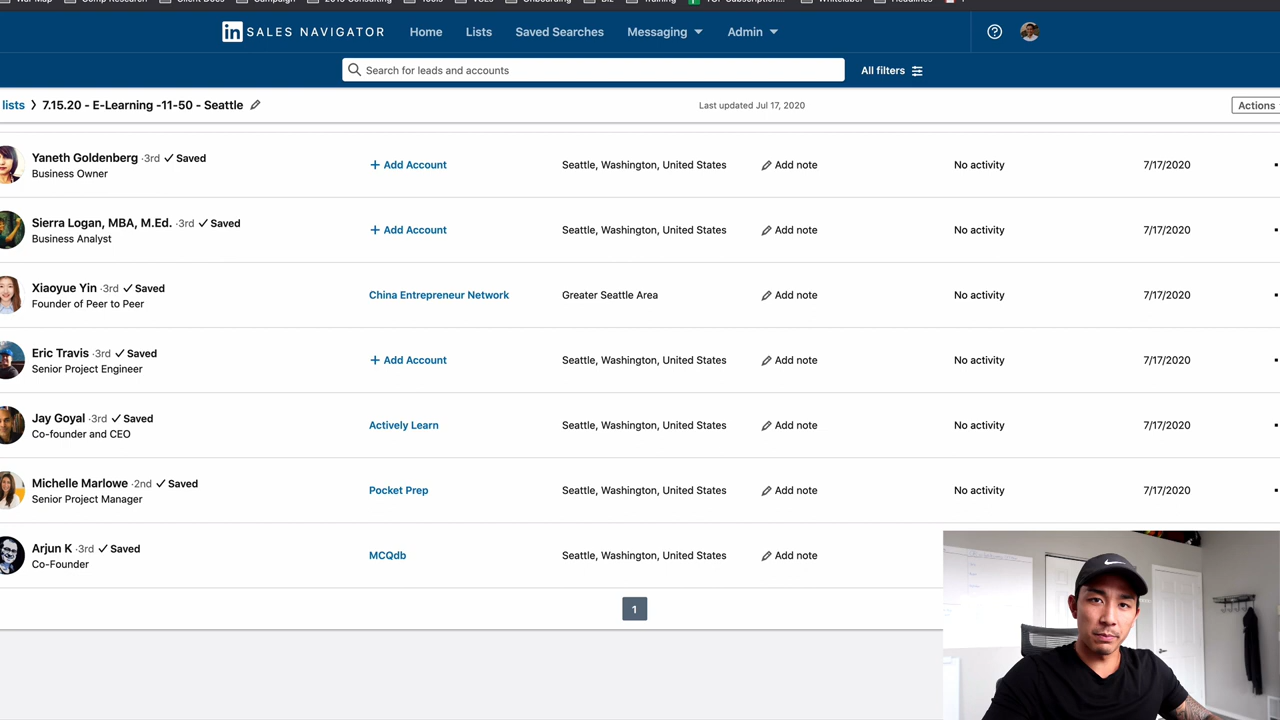 in SALES NAVIGATOR Home Lists Saved Searches Messaging Admin
Search for leads and accounts All filters
lists > 7.15.20 - E-Learning -11-50 - Seattle Last updated Jul 17, 2020 Actions
Yaneth Goldenberg ·3rd ✓ Saved
Business Owner
+ Add Account Seattle, Washington, United States Add note No activity 7/17/2020
Sierra Logan, MBA, M.Ed. ·3rd ✓ Saved
Business Analyst
+ Add Account Seattle, Washington, United States Add note No activity 7/17/2020
Xiaoyue Yin ·3rd ✓ Saved
Founder of Peer to Peer
China Entrepreneur Network Greater Seattle Area Add note No activity 7/17/2020
Eric Travis ·3rd ✓ Saved
Senior Project Engineer
+ Add Account Seattle, Washington, United States Add note No activity 7/17/2020
Jay Goyal ·3rd ✓ Saved
Co-founder and CEO
Actively Learn Seattle, Washington, United States Add note No activity 7/17/2020
Michelle Marlowe ·2nd ✓ Saved
Senior Project Manager
Pocket Prep Seattle, Washington, United States Add note No activity 7/17/2020
Arjun K ·3rd ✓ Saved
Co-Founder
MCQdb Seattle, Washington, United States Add note
1